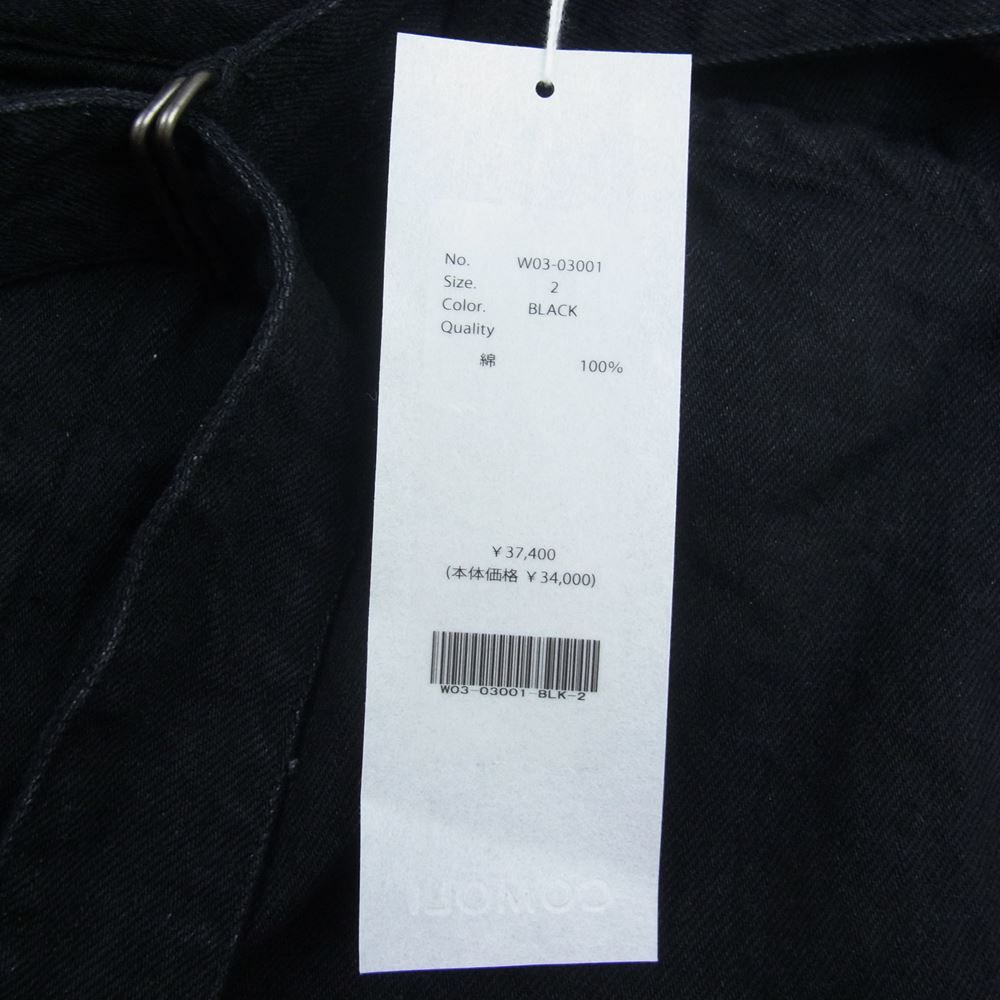 No. W03-03001
Size. 2
Color. BLACK
Quality
綿 100%
￥37,400
(本体価格 ￥34,000)
W03-03001-BLK-2
COMOLI